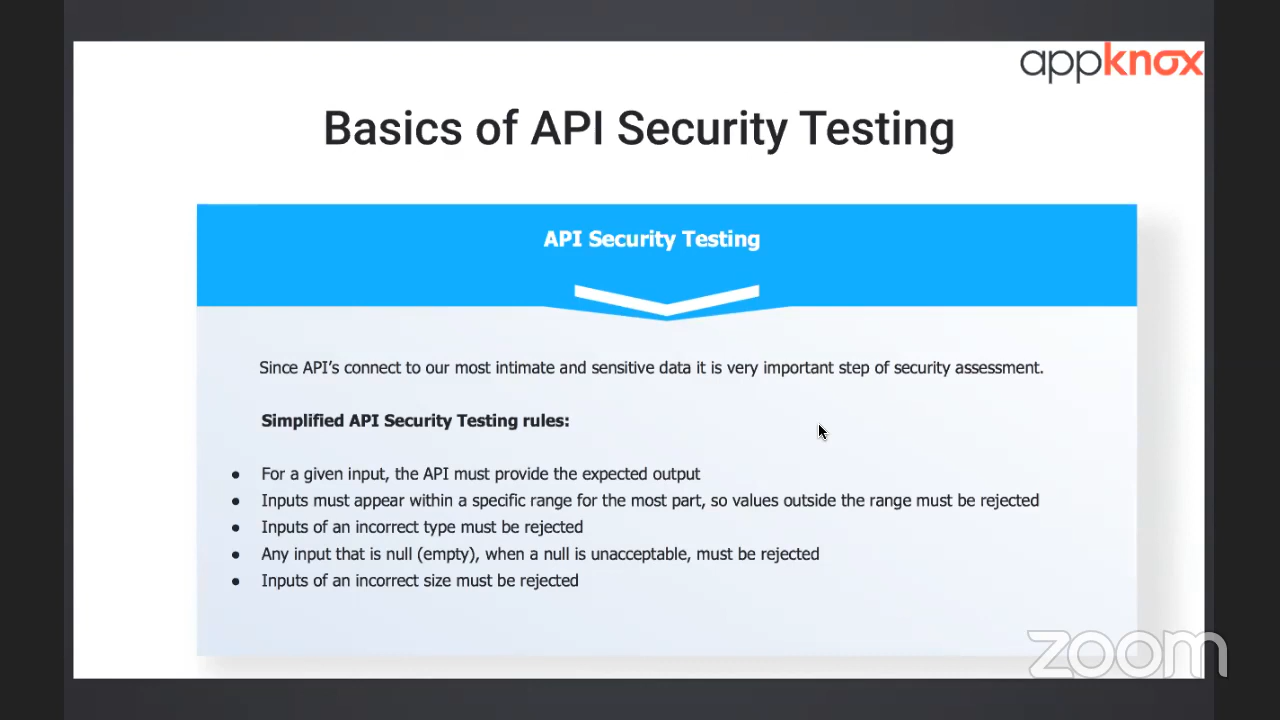 appknox
Basics of API Security Testing
API Security Testing
Since API's connect to our most intimate and sensitive data it is very important step of security assessment.
Simplified API Security Testing rules:
● For a given input, the API must provide the expected output
● Inputs must appear within a specific range for the most part, so values outside the range must be rejected
● Inputs of an incorrect type must be rejected
● Any input that is null (empty), when a null is unacceptable, must be rejected
● Inputs of an incorrect size must be rejected
zoom